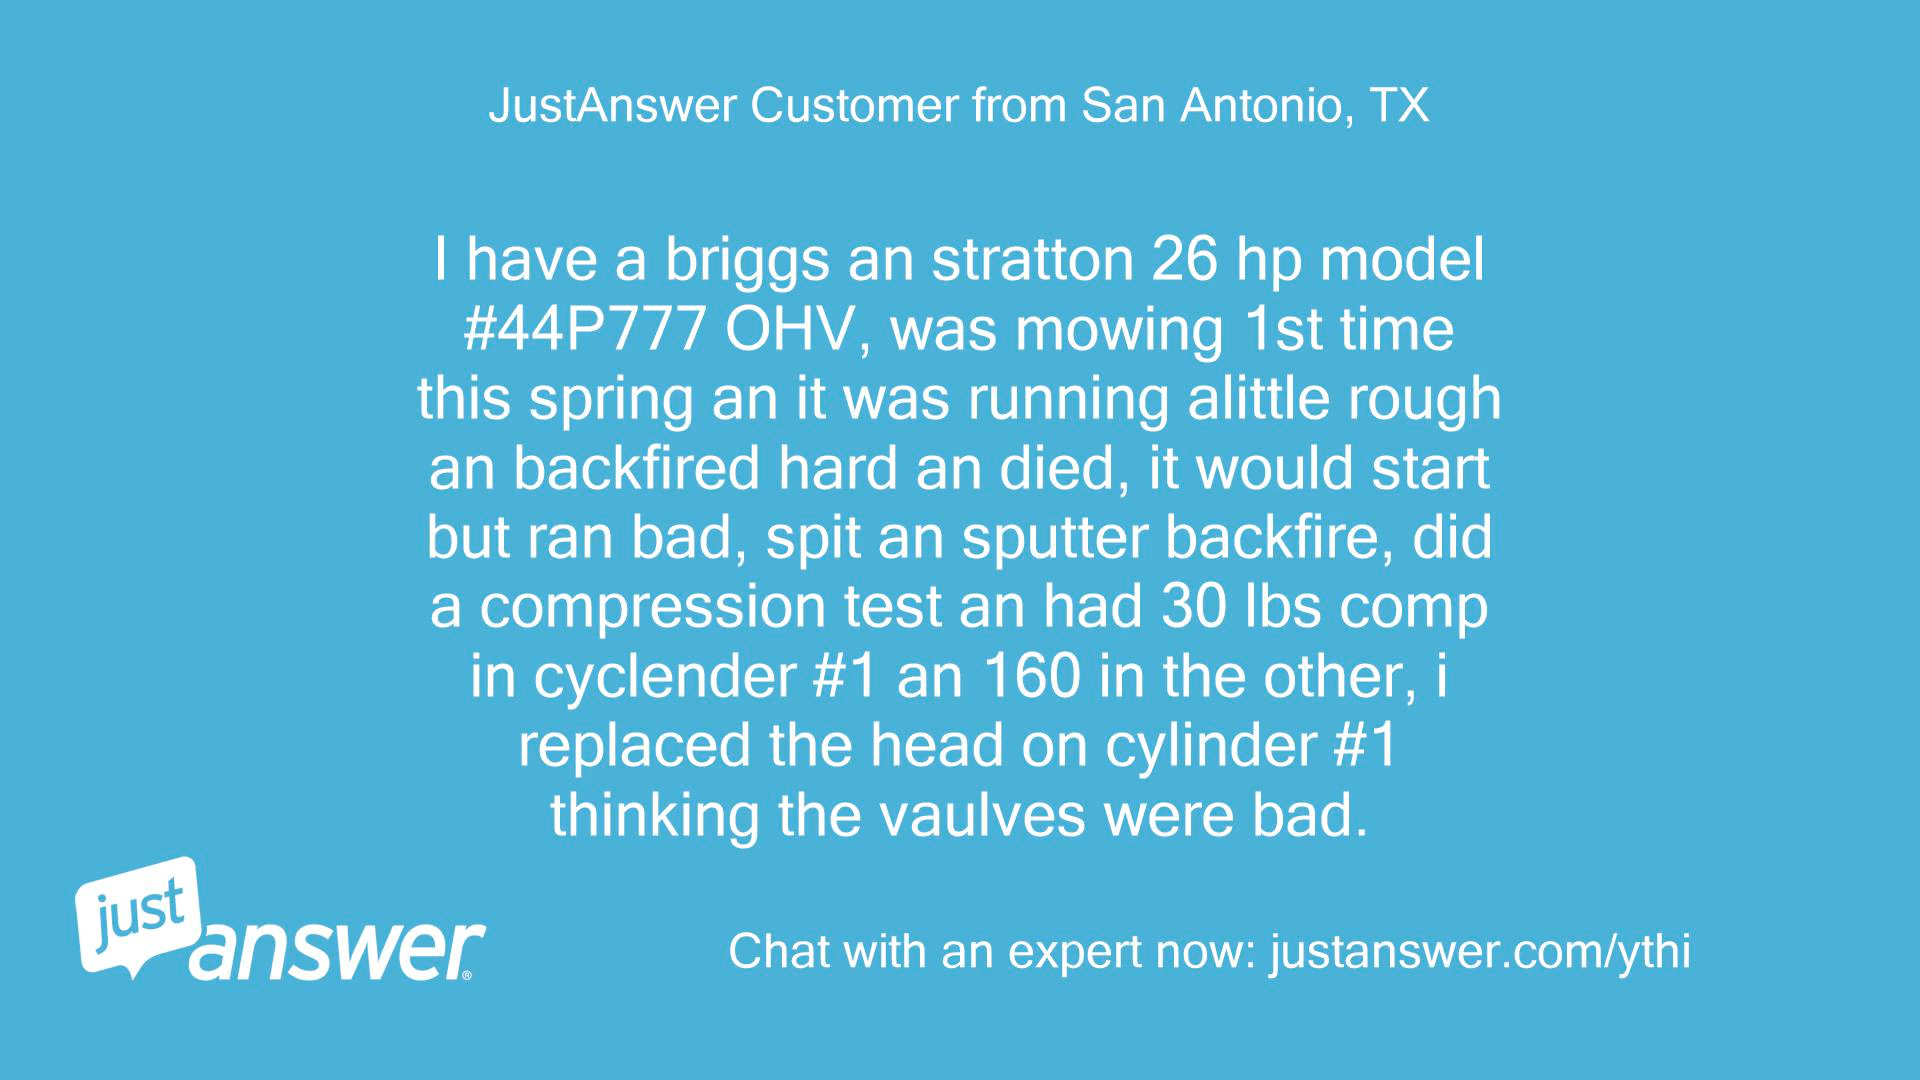 JustAnswer Customer from San Antonio, TX
I have a briggs an stratton 26 hp model
#44P777 OHV, was mowing 1st time
this spring an it was running alittle rough
an backfired hard an died, it would start
but ran bad, spit an sputter backfire, did
a compression test an had 30 lbs comp
in cyclender #1 an 160 in the other, i
replaced the head on cylinder #1
thinking the vaulves were bad.
just
answer®
Chat with an expert now: justanswer.com/ythi